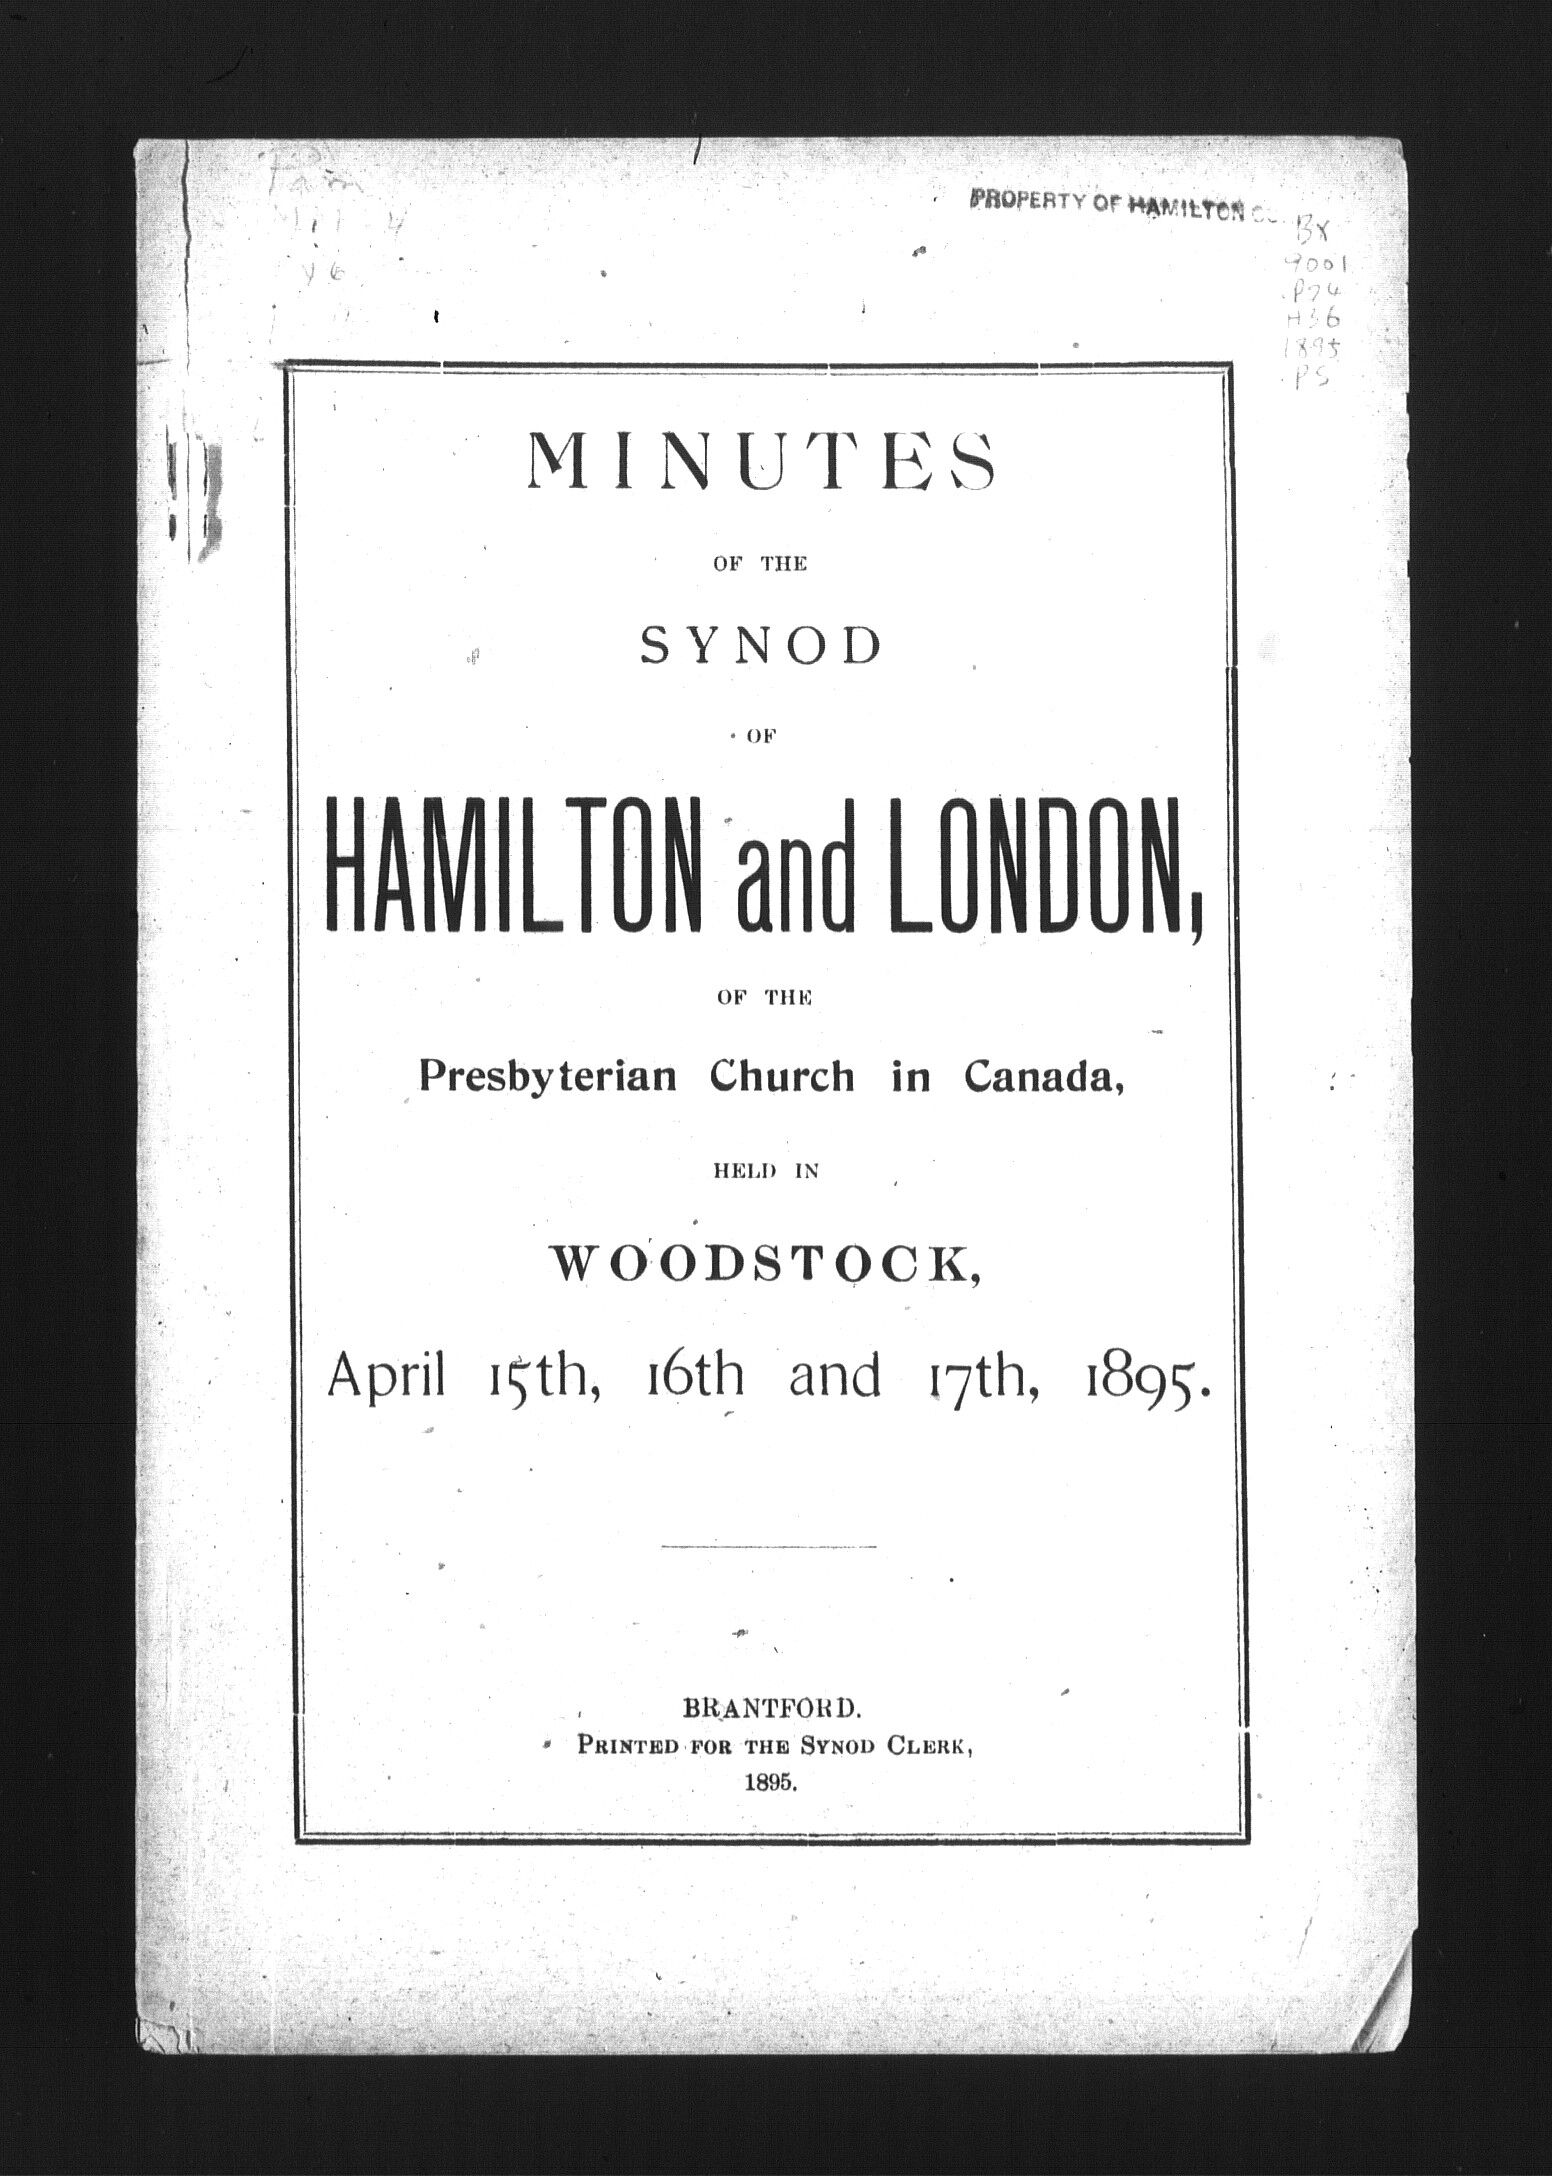 PROPERTY OF HAMILTON
BX
9001
.P74
H36
1895
.P5
MINUTES
OF THE
SYNOD
OF
HAMILTON and LONDON,
OF THE
Presbyterian Church in Canada,
HELD IN
WOODSTOCK,
April 15th, 16th and 17th, 1895.
BRANTFORD.
PRINTED FOR THE SYNOD CLERK,
1895.